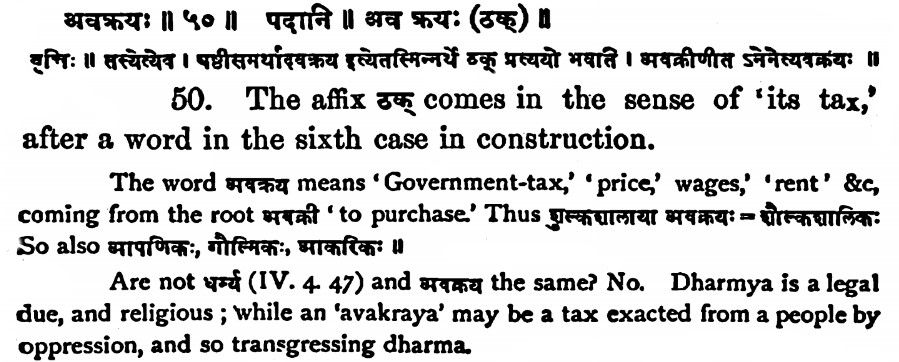 अवक्रयः ॥ ५० ॥ पदानि ॥ अव क्रयः (ठक्) ॥
वृत्तिः ॥ तस्येत्येव । षष्ठीसमर्थादवक्रय इत्येतस्मिन्नर्थे ठक् प्रत्ययो भवति । अवक्रीणीत ऽनेनेत्यवक्रयः ॥
50. The affix ठक् comes in the sense of ‘its tax,’
after a word in the sixth case in construction.
The word अवक्रय means ‘Government-tax,’ ‘price,’ wages,’ ‘rent’ &c,
coming from the root अवक्री ‘to purchase.’ Thus शुल्कशालाया अवक्रयः = शौल्कशालिकः
So also आपणिकः, गौल्मिकः, आकरिकः ॥
Are not धर्म्य (IV. 4. 47) and अवक्रय the same? No. Dharmya is a legal
due, and religious ; while an ‘avakraya’ may be a tax exacted from a people by
oppression, and so transgressing dharma.